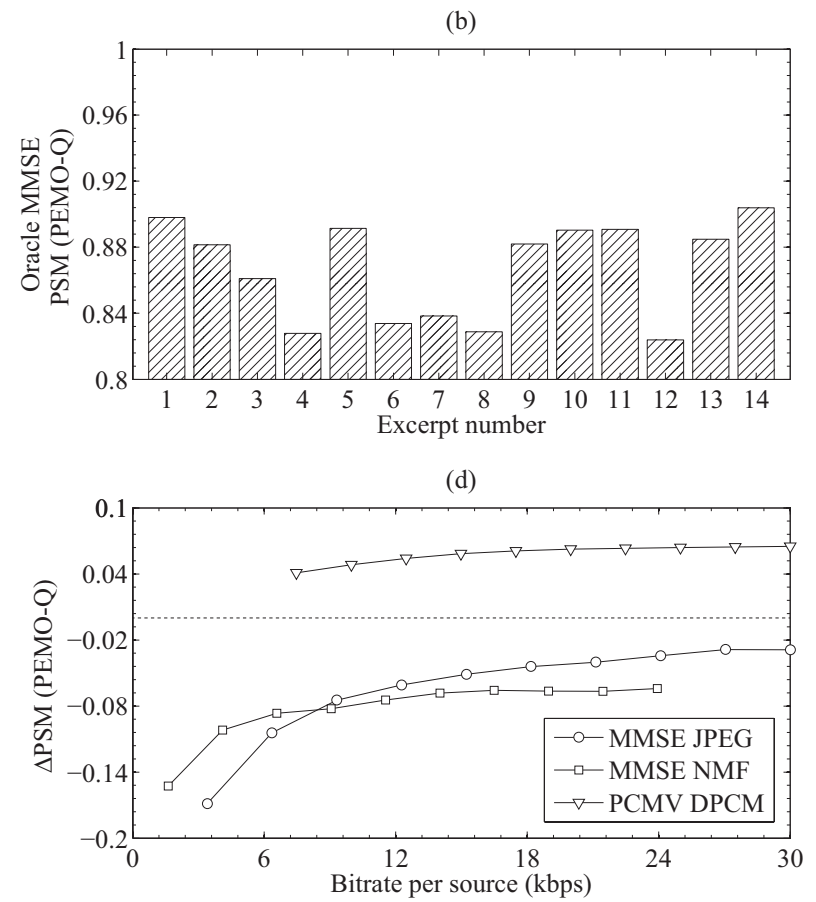 (b)
1
0.96
0.92
0.88
0.84
0.8
Oracle MMSE
PSM (PEMO-Q)
1 2 3 4 5 6 7 8 9 10 11 12 13 14
Excerpt number
(d)
0.1
0.04
−0.02
−0.08
−0.14
−0.2
ΔPSM (PEMO-Q)
MMSE JPEG
MMSE NMF
PCMV DPCM
0 6 12 18 24 30
Bitrate per source (kbps)